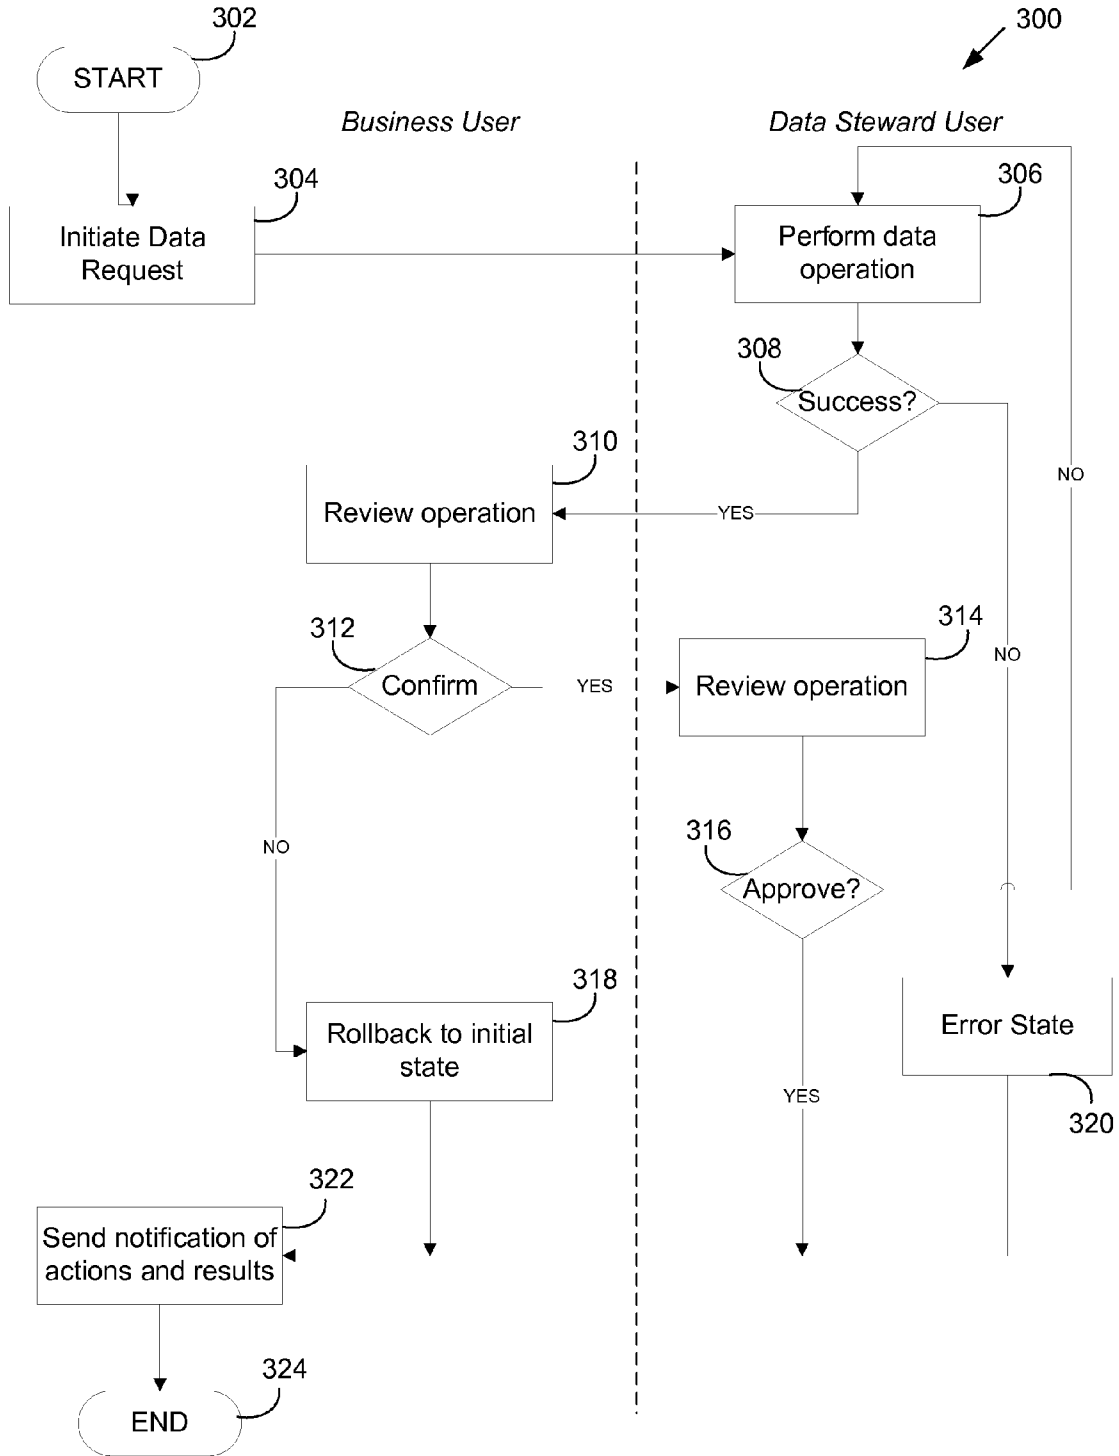 302
300
START
Business User
Data Steward User
304
306
Initiate Data
Request
Perform data
operation
308
Success?
310
NO
Review operation
YES
312
314
NO
Confirm
YES
Review operation
NO
316
Approve?
318
Rollback to initial
state
Error State
YES
320
322
Send notification of
actions and results
324
END